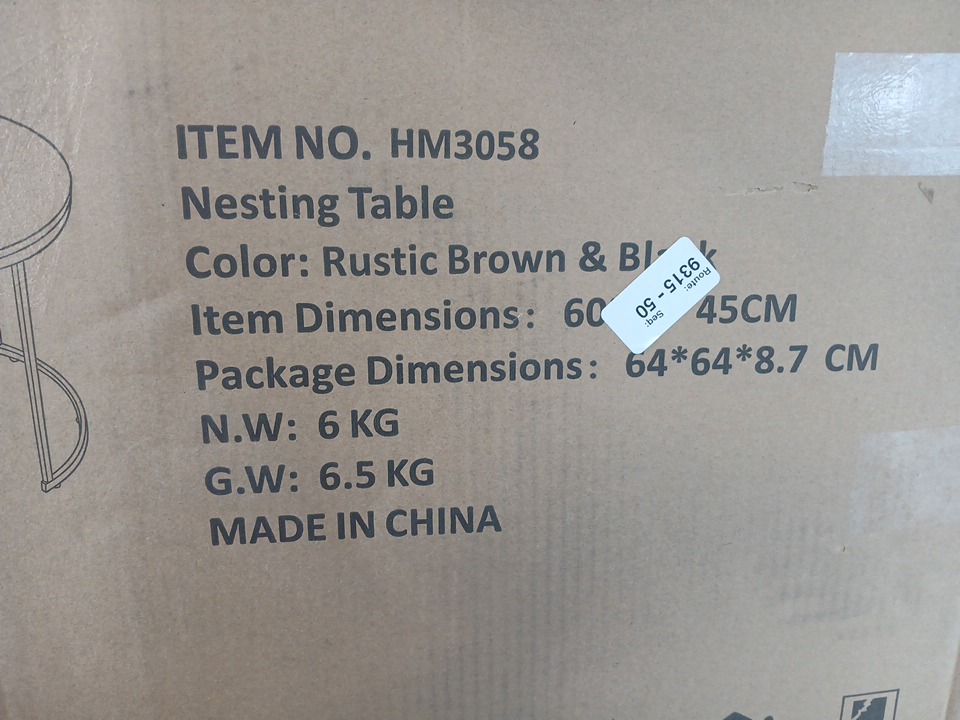 ITEM NO. HM3058
Nesting Table
Color: Rustic Brown &
Item Dimensions: 60 45CM
Package Dimensions: 64*64*8.7 CM
N.W: 6 KG
G.W: 6.5 KG
MADE IN CHINA
Route: Seq:
9315 - 50